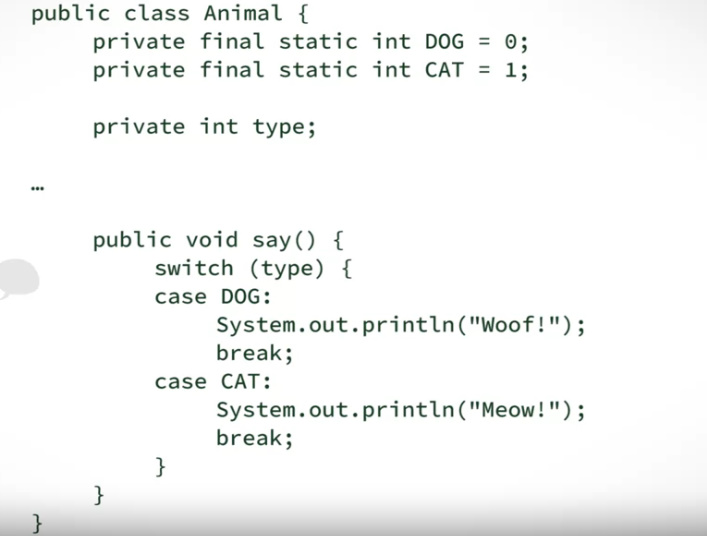 public class Animal {
private final static int DOG = 0;
private final static int CAT = 1;
private int type;
…
public void say() {
switch (type) {
case DOG:
System.out.println("Woof!");
break;
case CAT:
System.out.println("Meow!");
break;
}
}
}